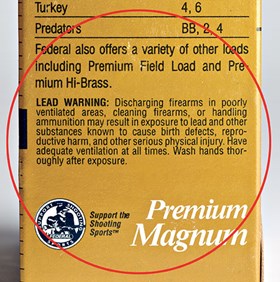 Turkey 4, 6
Predators BB, 2, 4
Federal also offers a variety of other loads
including Premium Field Load and Pre-
mium Hi-Brass.
LEAD WARNING: Discharging firearms in poorly
ventilated areas, cleaning firearms, or handling
ammunition may result in exposure to lead and other
substances known to cause birth defects, repro-
ductive harm, and other serious physical injury. Have
adequate ventilation at all times. Wash hands thor-
oughly after exposure.
Support the
Shooting
Sports™
Premium
Magnum